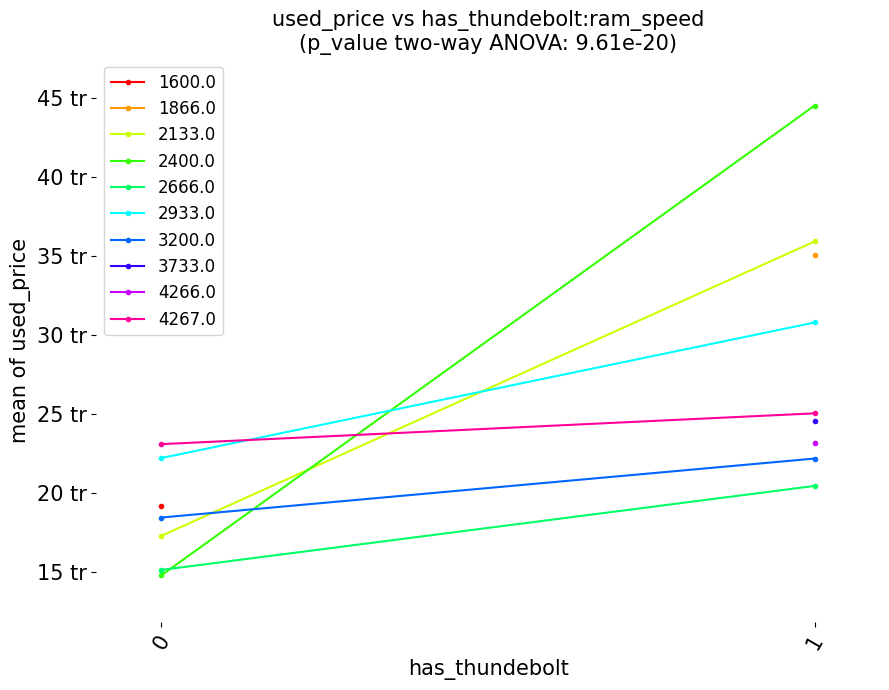 used_price vs has_thundebolt:ram_speed
(p_value two-way ANOVA: 9.61e-20)
1600.0
1866.0
2133.0
2400.0
2666.0
2933.0
3200.0
3733.0
4266.0
4267.0
45 tr
40 tr
35 tr
30 tr
25 tr
20 tr
15 tr
mean of used_price
0
1
has_thundebolt